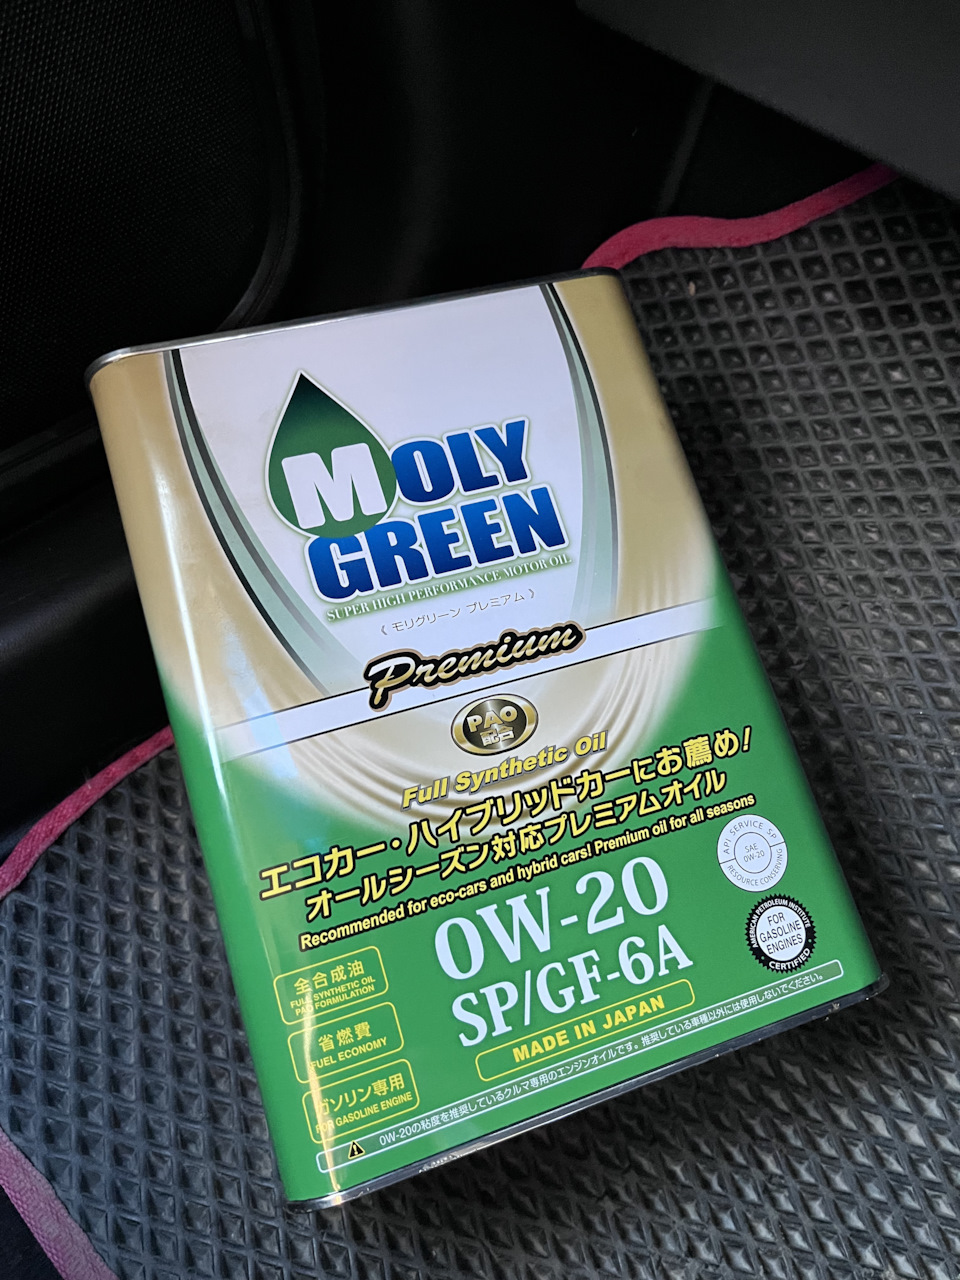 MOLY
GREEN
SUPER HIGH PERFORMANCE MOTOR OIL
《モリグリーン プレミアム》
Premium
PAO
配合
Full Synthetic Oil
エコカー・ハイブリッドカーにお薦め!
オールシーズン対応プレミアムオイル
Recommended for eco-cars and hybrid cars! Premium oil for all seasons
API SERVICE SP
SAE
0W-20
RESOURCE CONSERVING
0W-20
SP/GF-6A
AMERICAN PETROLEUM INSTITUTE
FOR
GASOLINE
ENGINES
CERTIFIED
全合成油
FULL SYNTHETIC OIL
PAO FORMULATION
省燃費
FUEL ECONOMY
ガソリン専用
FOR GASOLINE ENGINE
MADE IN JAPAN
0W-20の粘度を推奨しているクルマ専用のエンジンオイルです。推奨している車種以外には使用しないでください。